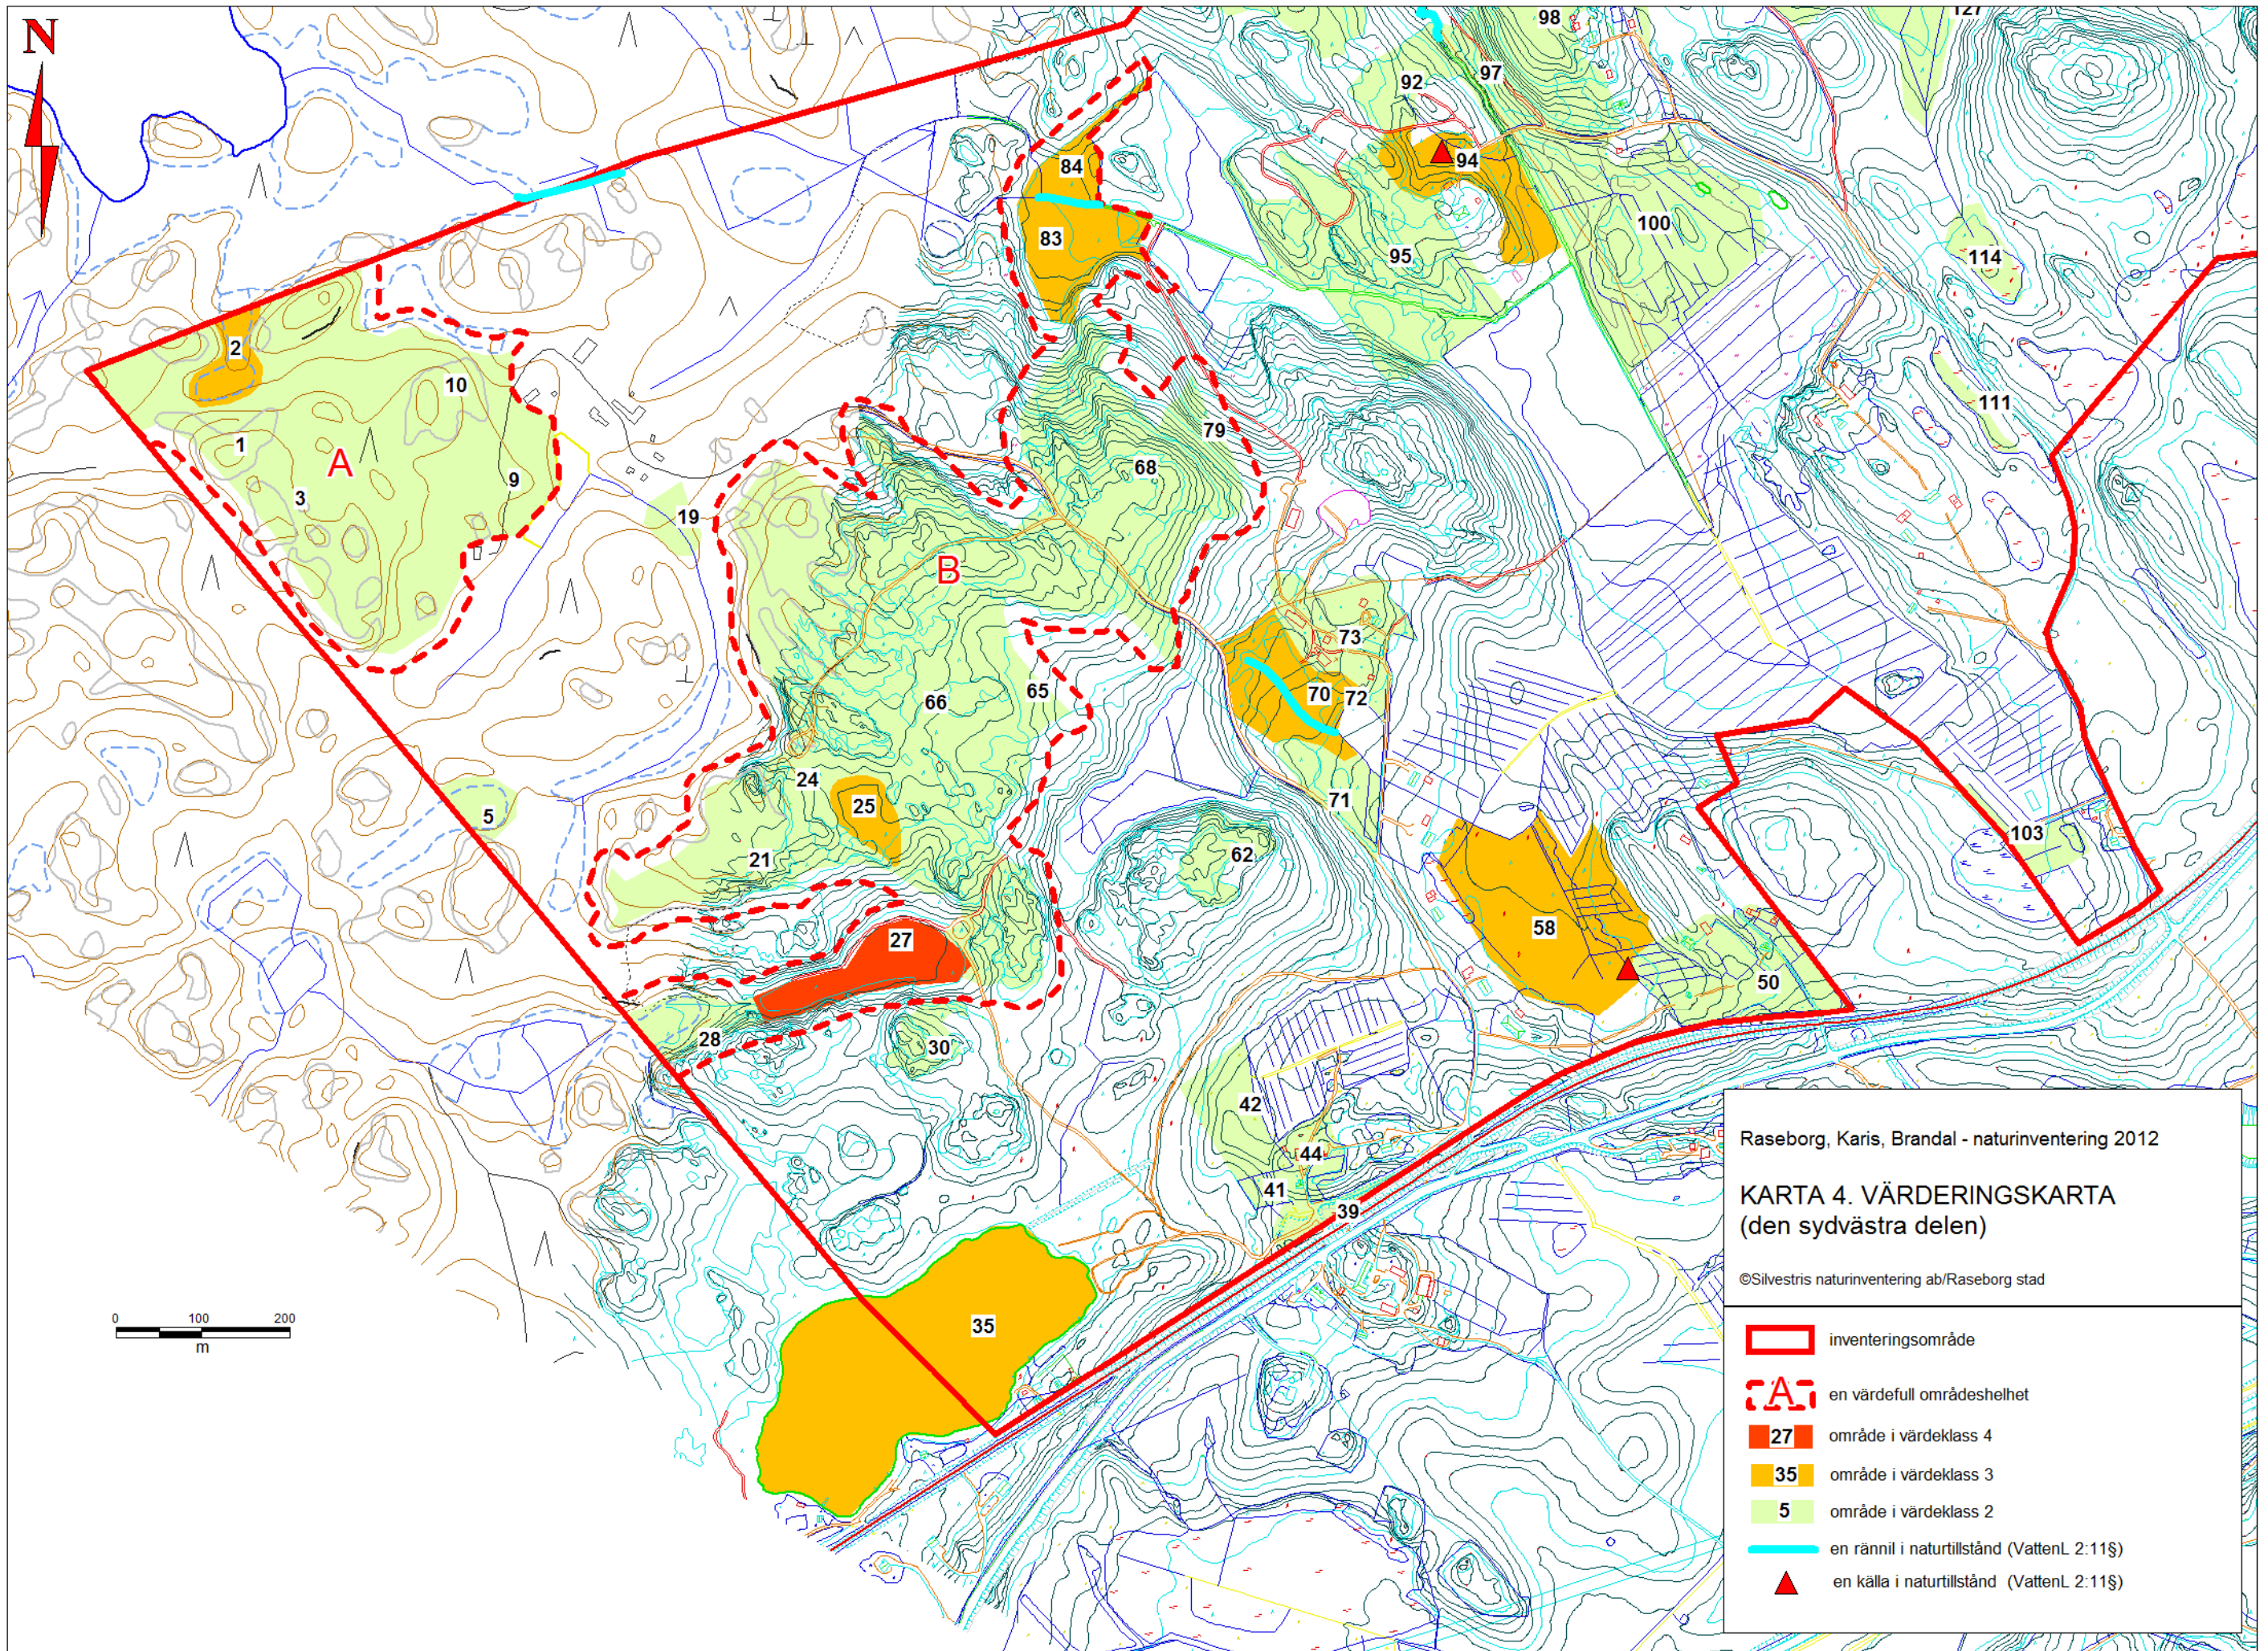 N
98
127
92
97
84
94
83
100
95
114
2
10
111
1
79
A
68
3
9
19
B
73
70
72
65
66
24
25
5
71
21
62
103
27
58
50
28
30
42
44
41
39
35
0 100 200
m
Raseborg, Karis, Brandal - naturinventering 2012
KARTA 4. VÄRDERINGSKARTA
(den sydvästra delen)
©Silvestris naturinventering ab/Raseborg stad
inventeringsområde
A en värdefull områdeshelhet
27 område i värdeklass 4
35 område i värdeklass 3
5 område i värdeklass 2
en rännil i naturtillstånd (VattenL 2:11§)
en källa i naturtillstånd (VattenL 2:11§)